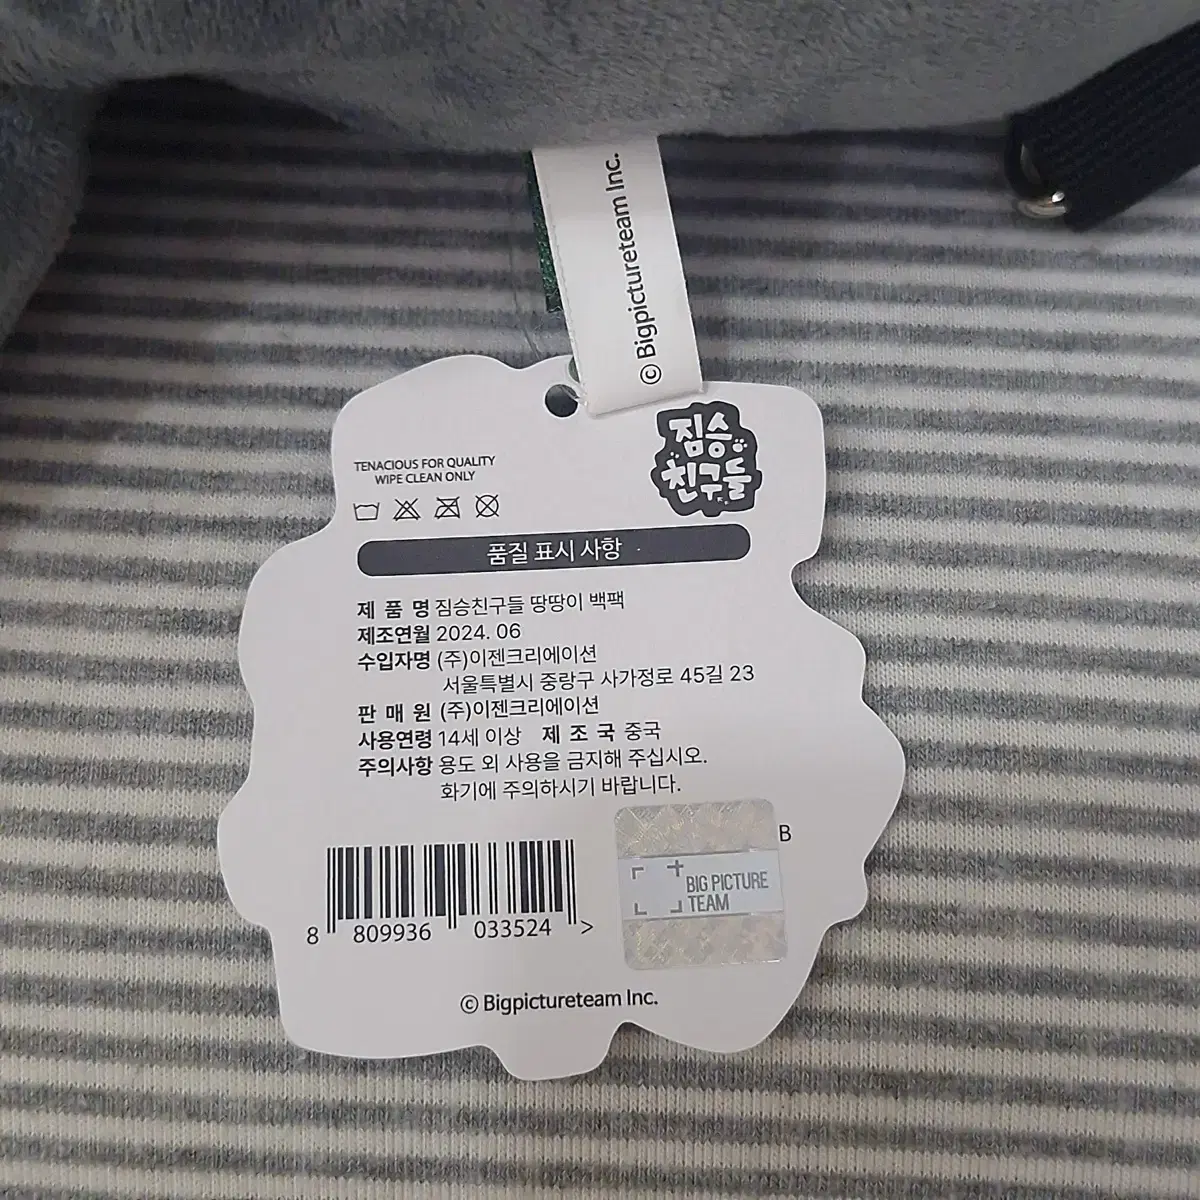 © Bigpictureteam Inc.
짐승
친구들
TENACIOUS FOR QUALITY
WIPE CLEAN ONLY
품질 표시 사항
제 품 명 짐승친구들 땅땅이 백팩
제조연월 2024. 06
수입자명 (주)이젠크리에이션
서울특별시 중랑구 사가정로 45길 23
판 매 원 (주)이젠크리에이션
사용연령 14세 이상 제 조 국 중국
주의사항 용도 외 사용을 금지해 주십시오.
화기에 주의하시기 바랍니다.
B
BIG PICTURE
TEAM
8 809936 033524 >
© Bigpictureteam Inc.